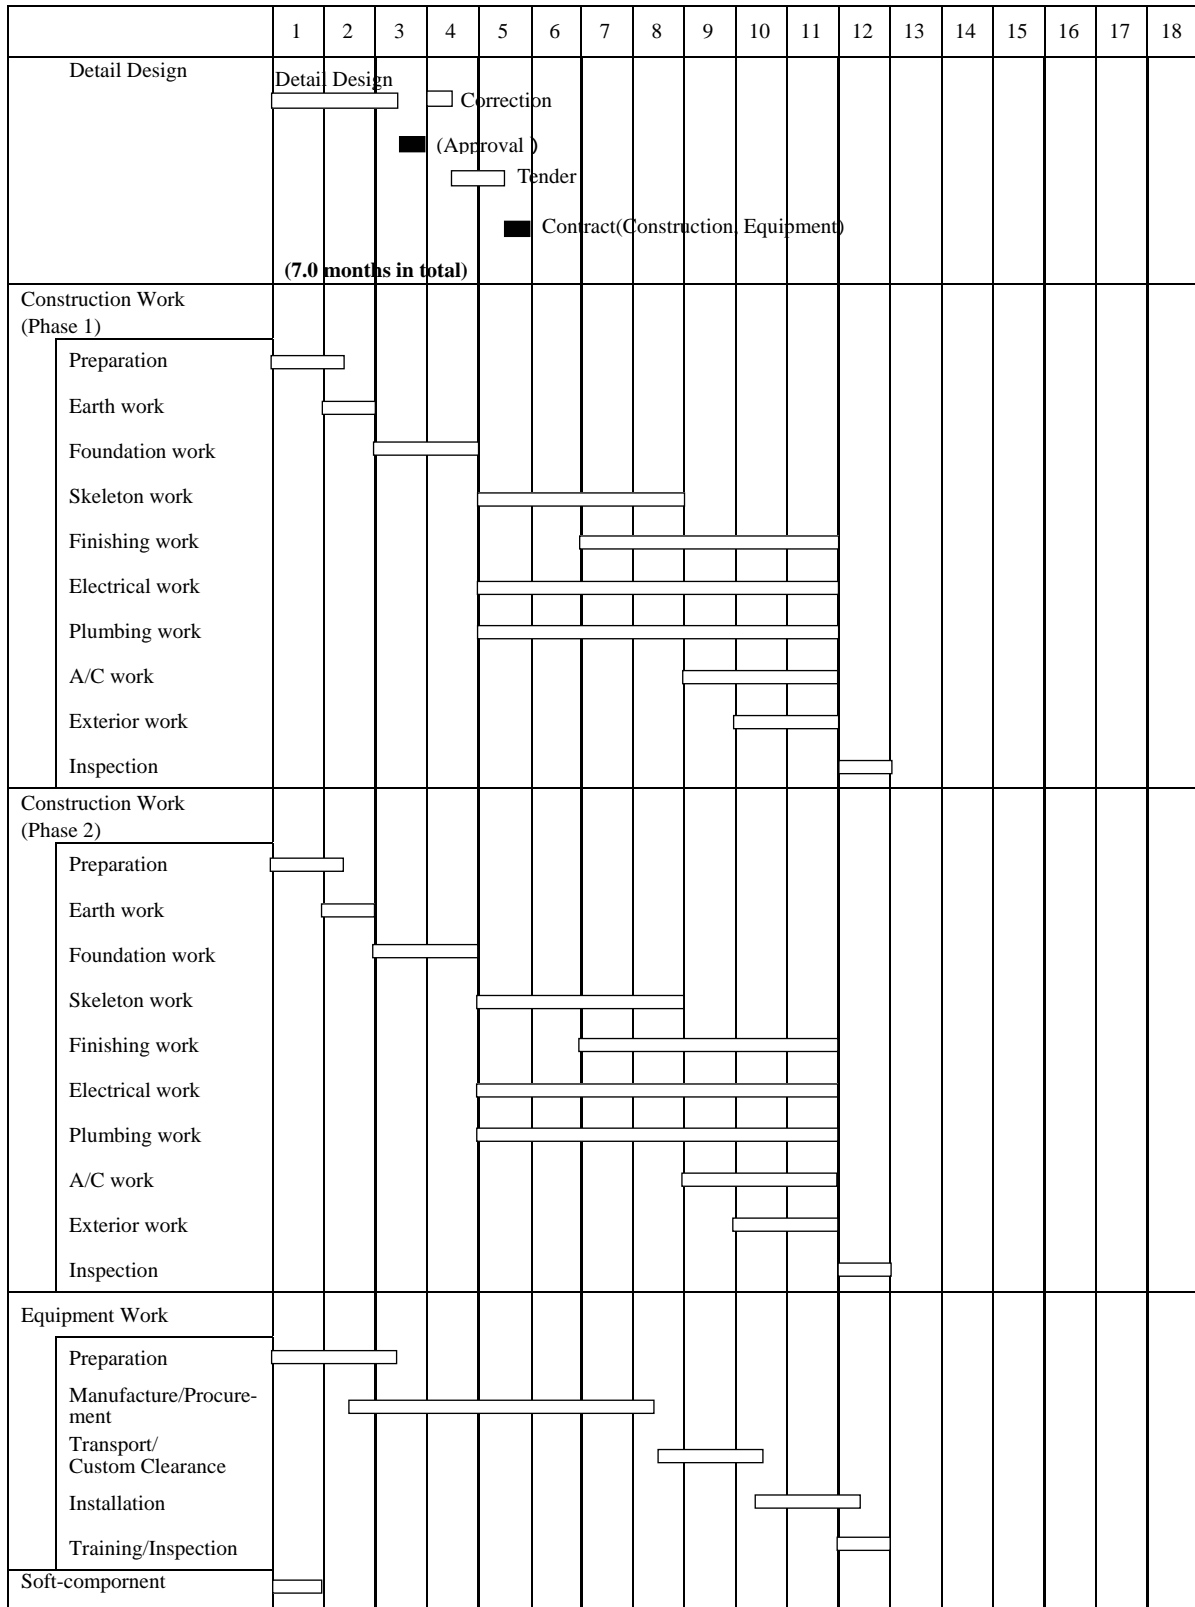 1 2 3 4 5 6 7 8 9 10 11 12 13 14 15 16 17 18
Detail Design
Detail Design
Correction
(Approval )
Tender
Contract(Construction, Equipment)
(7.0 months in total)
Construction Work
(Phase 1)
Preparation
Earth work
Foundation work
Skeleton work
Finishing work
Electrical work
Plumbing work
A/C work
Exterior work
Inspection
Construction Work
(Phase 2)
Preparation
Earth work
Foundation work
Skeleton work
Finishing work
Electrical work
Plumbing work
A/C work
Exterior work
Inspection
Equipment Work
Preparation
Manufacture/Procure-
ment
Transport/
Custom Clearance
Installation
Training/Inspection
Soft-compornent